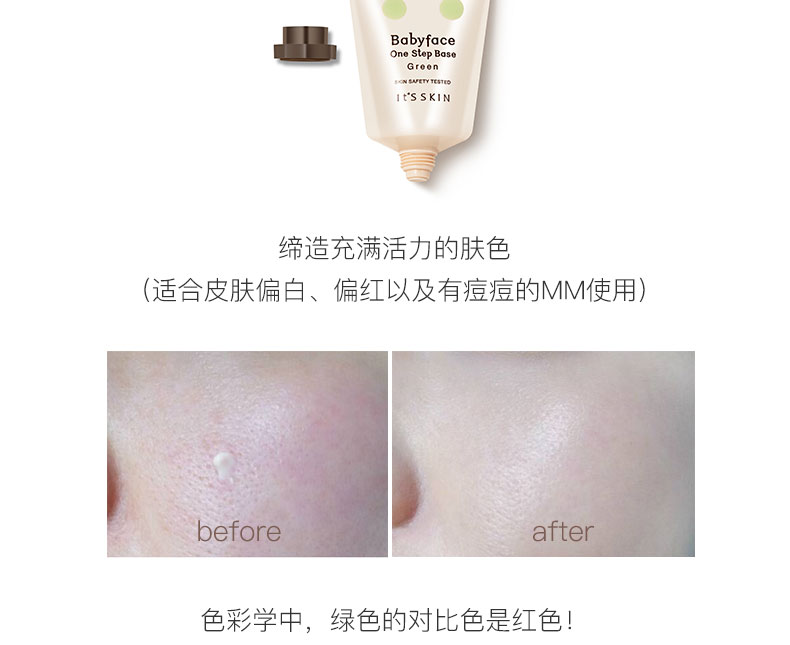 Babyface
One Step Base
Green
SKIN SAFETY TESTED
It'S SKIN
缔造充满活力的肤色
（适合皮肤偏白、偏红以及有痘痘的MM使用）
before
after
色彩学中，绿色的对比色是红色！